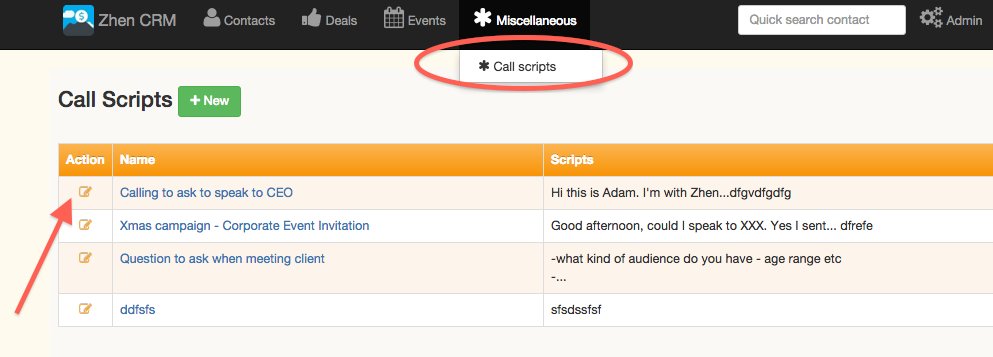 Zhen CRM Contacts Deals Events Miscellaneous Quick search contact Admin
Call scripts
Call Scripts + New
Action Name Scripts
Calling to ask to speak to CEO Hi this is Adam. I'm with Zhen...dfgvdfgdfg
Xmas campaign - Corporate Event Invitation Good afternoon, could I speak to XXX. Yes I sent... dfrefe
Question to ask when meeting client -what kind of audience do you have - age range etc
-...
ddfsfs sfsdssfsf